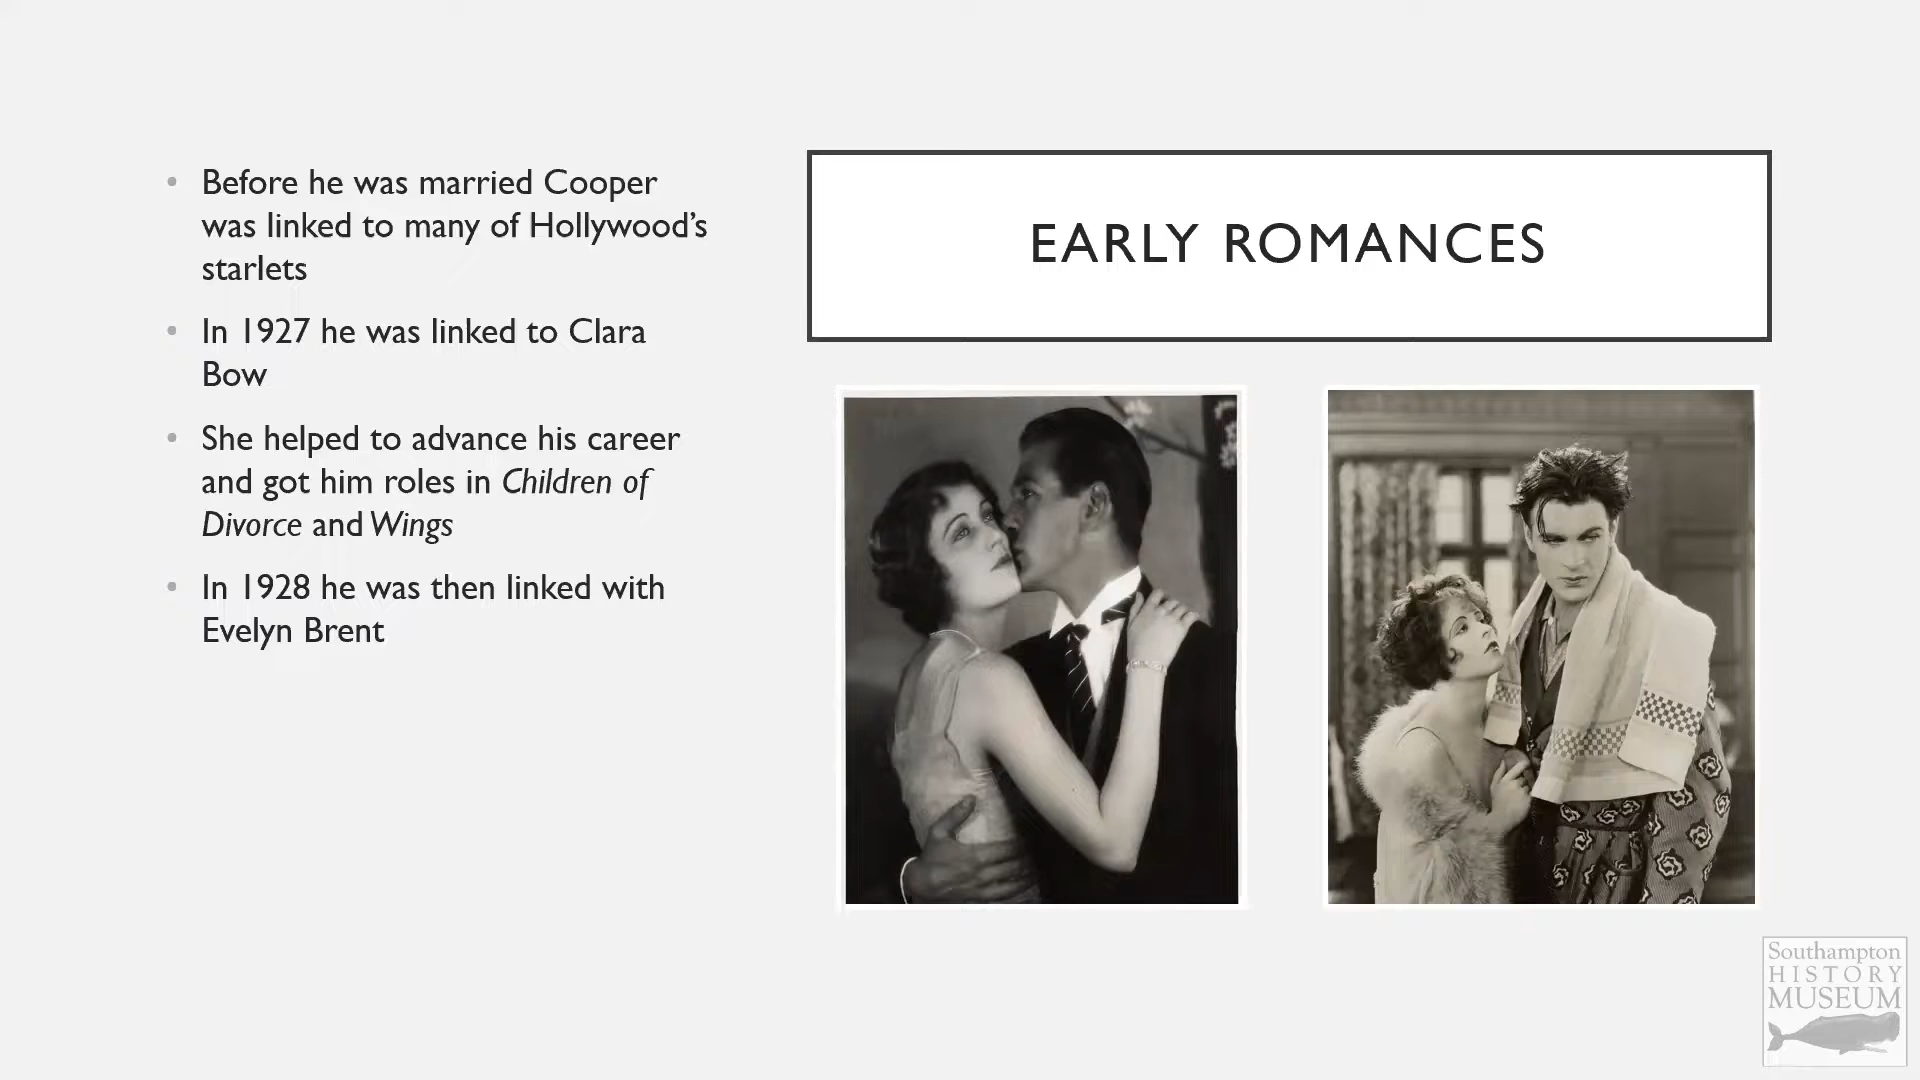 EARLY ROMANCES
• Before he was married Cooper
was linked to many of Hollywood’s
starlets
• In 1927 he was linked to Clara
Bow
• She helped to advance his career
and got him roles in Children of
Divorce and Wings
• In 1928 he was then linked with
Evelyn Brent
Southampton
HISTORY
MUSEUM